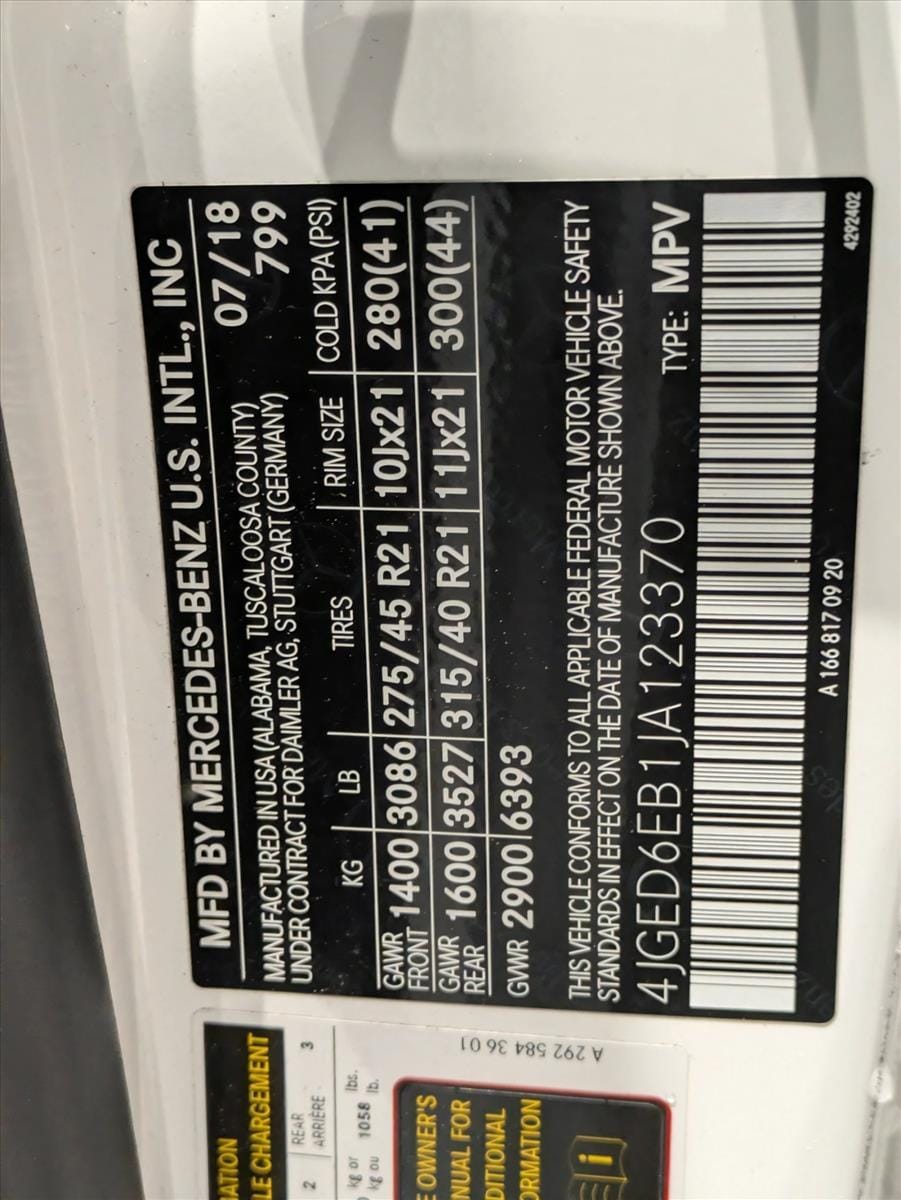 MFD BY MERCEDES-BENZ U.S. INTL., INC
07/18
MANUFACTURED IN USA (ALABAMA, TUSCALOOSA COUNTY)
UNDER CONTRACT FOR DAIMLER AG, STUTTGART (GERMANY) 799
KG LB TIRES RIM SIZE COLD KPA (PSI)
GAWR FRONT 1400 3086 275/45 R21 10Jx21 280(41)
GAWR REAR 1600 3527 315/40 R21 11Jx21 300(44)
GVWR 2900 6393
THIS VEHICLE CONFORMS TO ALL APPLICABLE FEDERAL MOTOR VEHICLE SAFETY
STANDARDS IN EFFECT ON THE DATE OF MANUFACTURE SHOWN ABOVE.
4JGED6EB1JA123370 TYPE: MPV
A 166 817 09 20
4292402
LE CHARGEMENT
2 REAR 3
ARRIÈRE
kg or lbs.
kg ou 1058 lb.
OWNER'S
FOR
A 292 584 36 01